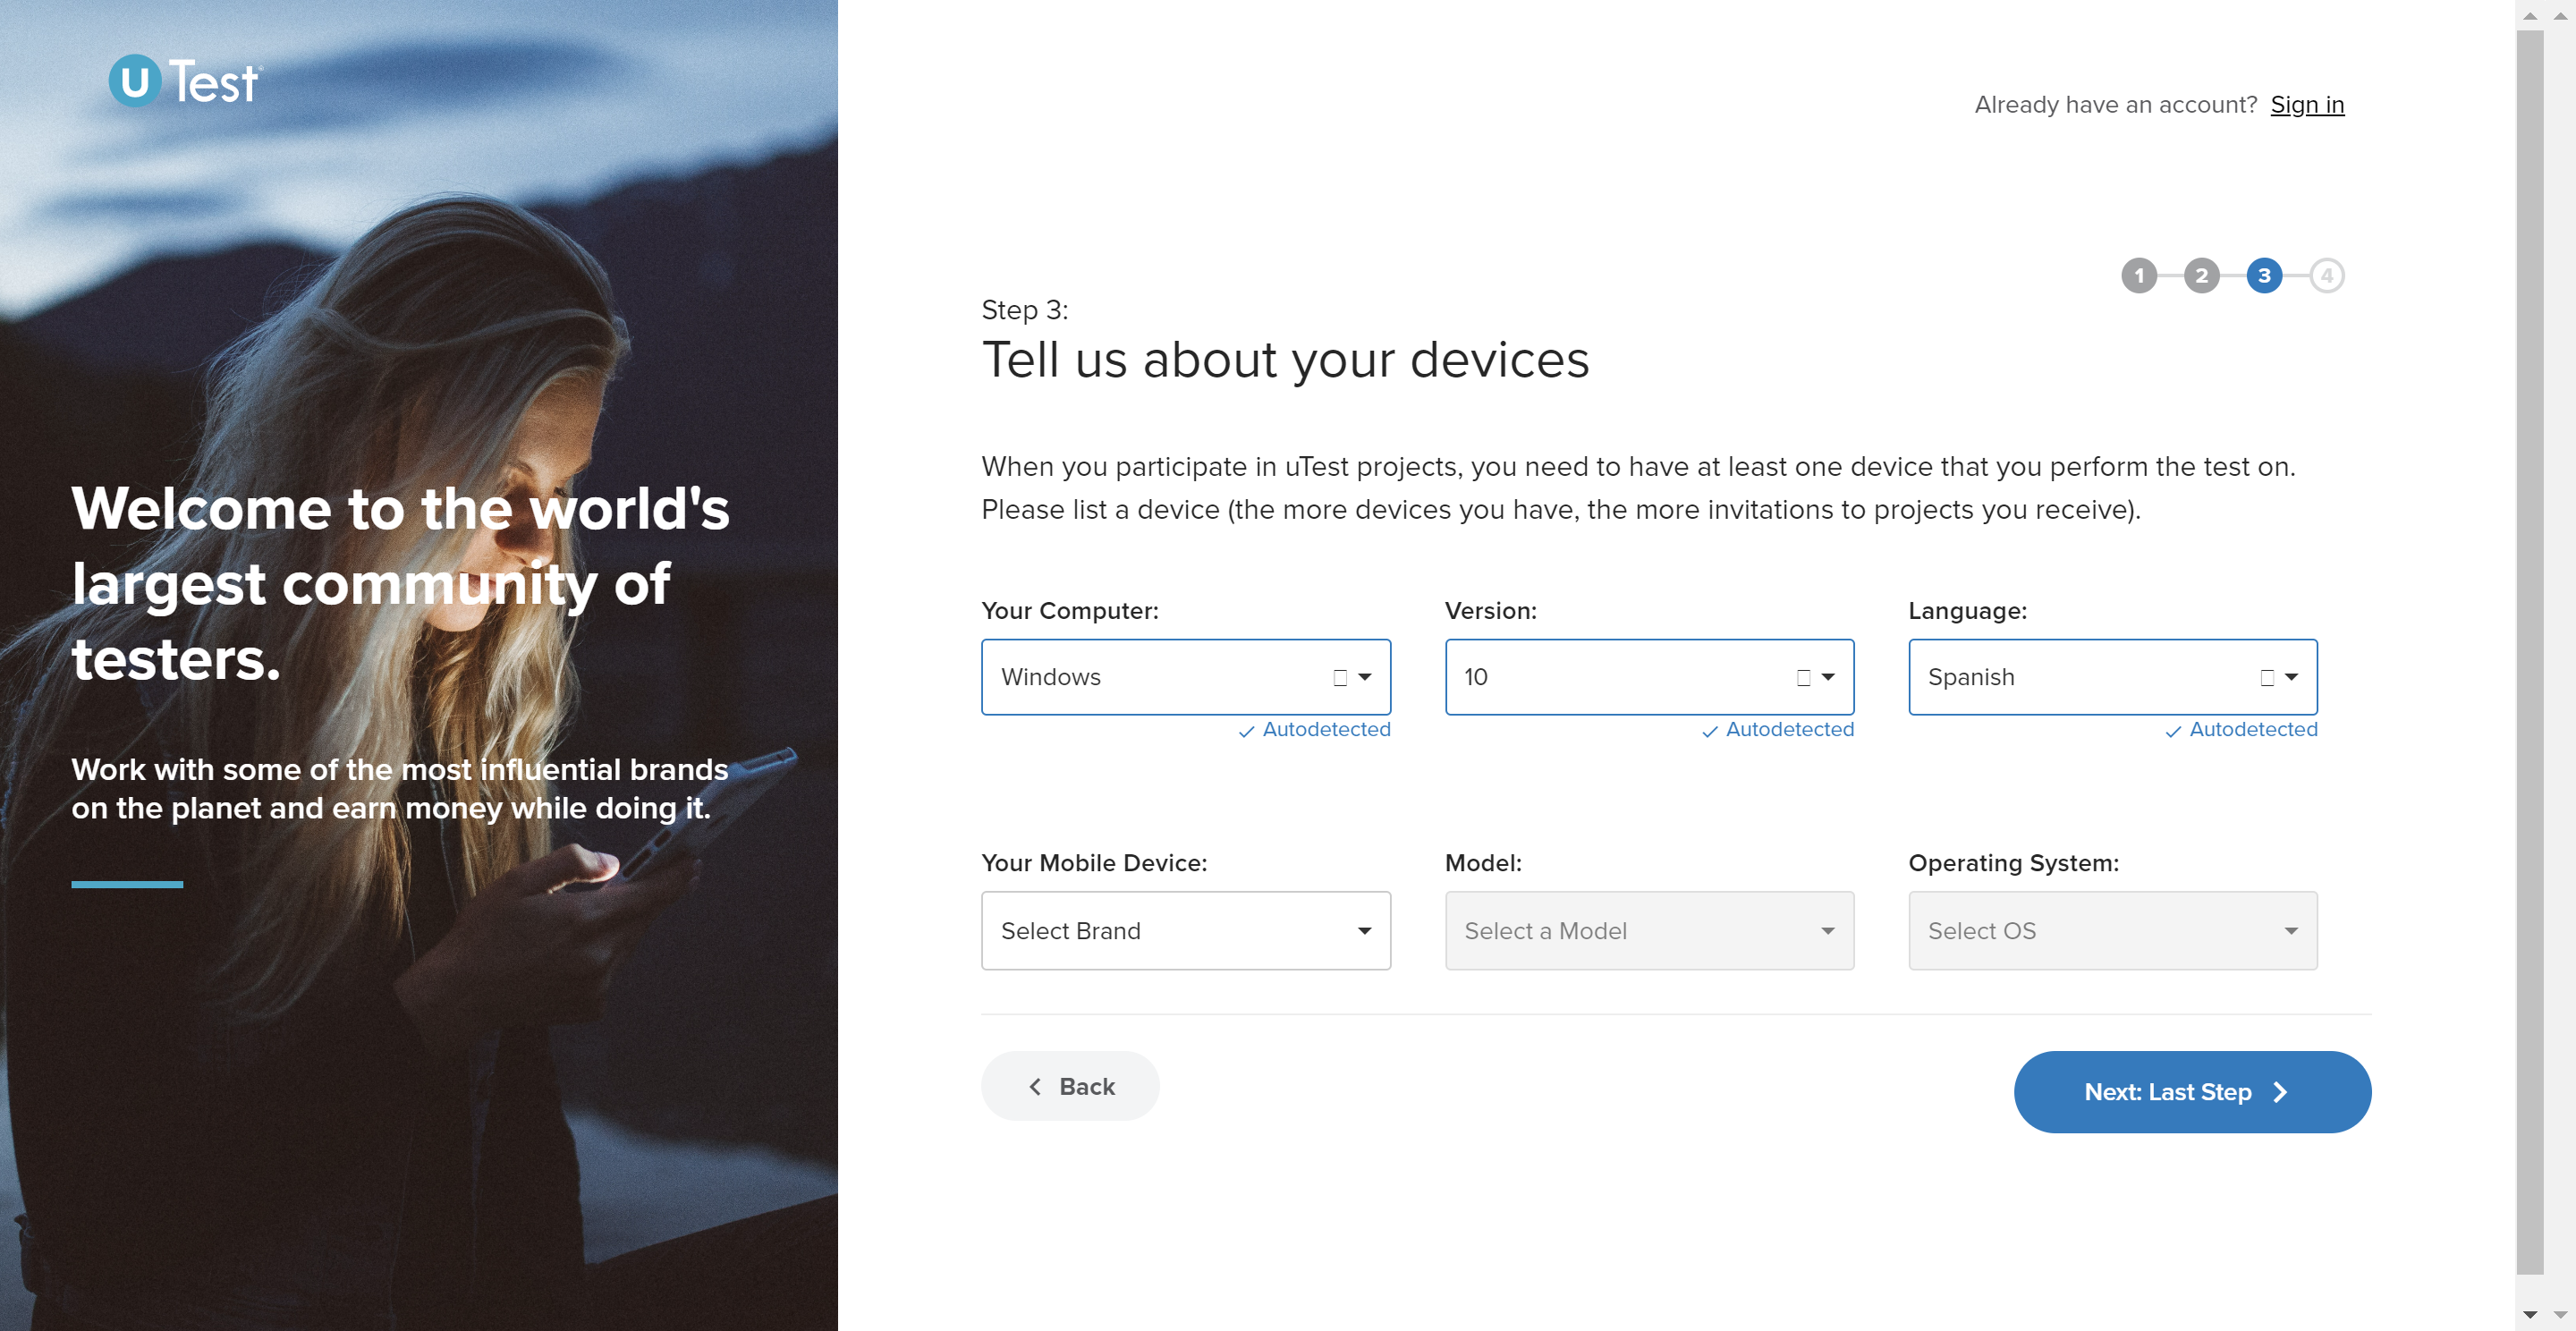 uTest
Welcome to the world's
largest community of
testers.
Work with some of the most influential brands
on the planet and earn money while doing it.
Already have an account? Sign in
1 2 3 4
Step 3:
Tell us about your devices
When you participate in uTest projects, you need to have at least one device that you perform the test on.
Please list a device (the more devices you have, the more invitations to projects you receive).
Your Computer: Version: Language:
Windows 10 Spanish
Autodetected Autodetected Autodetected
Your Mobile Device: Model: Operating System:
Select Brand Select a Model Select OS
Back Next: Last Step